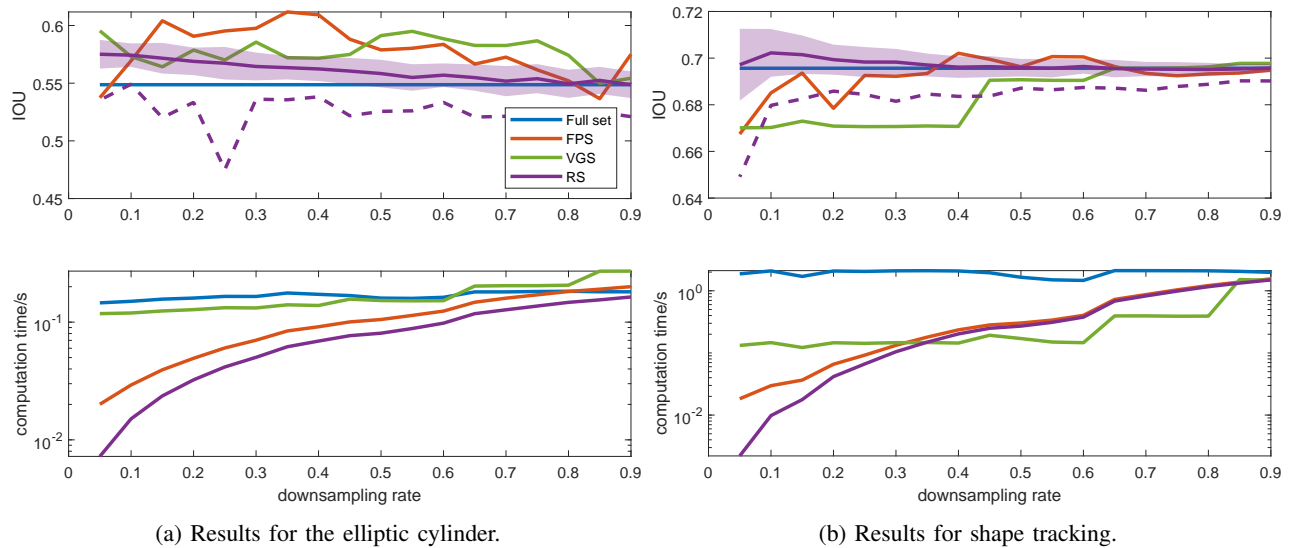 0.6
0.55
0.5
0.45
IOU
0 0.1 0.2 0.3 0.4 0.5 0.6 0.7 0.8 0.9
Full set
FPS
VGS
RS
10^-1
10^-2
computation time/s
0 0.1 0.2 0.3 0.4 0.5 0.6 0.7 0.8 0.9
downsampling rate
(a) Results for the elliptic cylinder.
0.72
0.7
0.68
0.66
0.64
IOU
0 0.1 0.2 0.3 0.4 0.5 0.6 0.7 0.8 0.9
10^0
10^-2
computation time/s
0 0.1 0.2 0.3 0.4 0.5 0.6 0.7 0.8 0.9
downsampling rate
(b) Results for shape tracking.